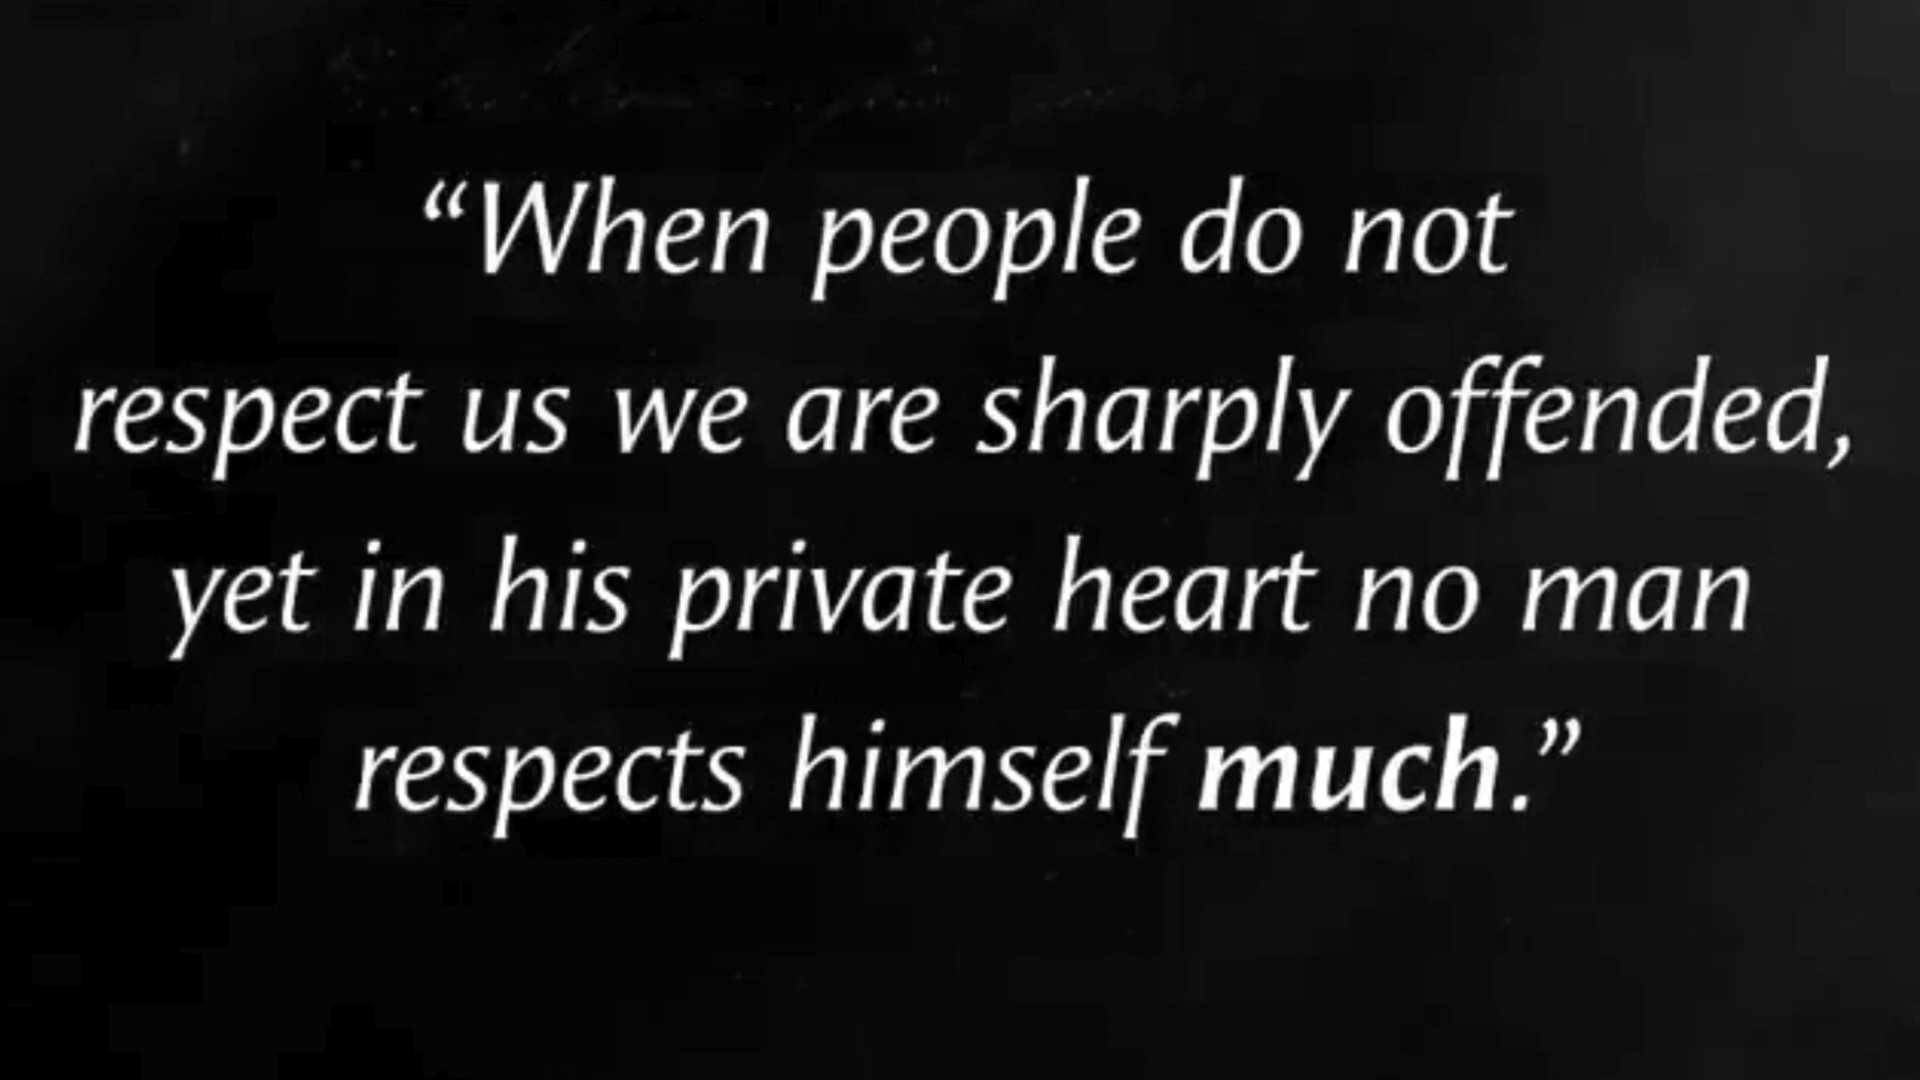 “When people do not
respect us we are sharply offended,
yet in his private heart no man
respects himself much.”